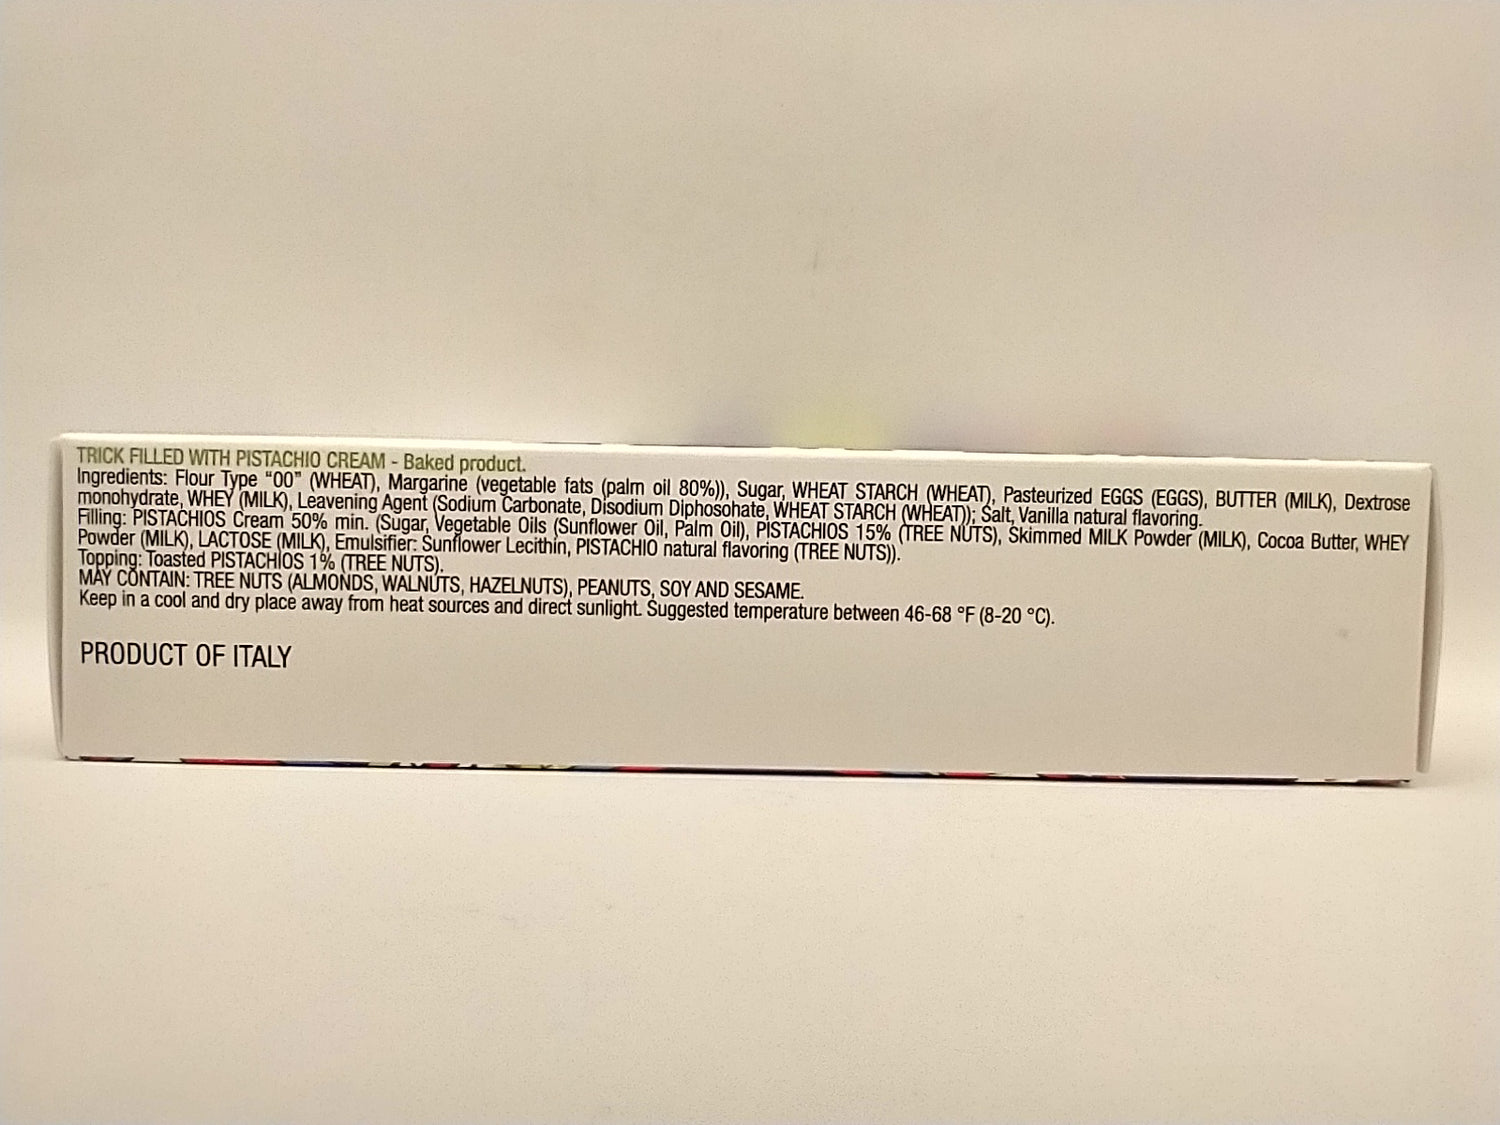 TRICK FILLED WITH PISTACHIO CREAM - Baked product.
Ingredients: Flour Type “00” (WHEAT), Margarine (vegetable fats (palm oil 80%)), Sugar, WHEAT STARCH (WHEAT), Pasteurized EGGS (EGGS), BUTTER (MILK), Dextrose
monohydrate, WHEY (MILK), Leavening Agent (Sodium Carbonate, Disodium Diphosohate, WHEAT STARCH (WHEAT)); Salt, Vanilla natural flavoring.
Filling: PISTACHIOS Cream 50% min. (Sugar, Vegetable Oils (Sunflower Oil, Palm Oil), PISTACHIOS 15% (TREE NUTS), Skimmed MILK Powder (MILK), Cocoa Butter, WHEY
Powder (MILK), LACTOSE (MILK), Emulsifier: Sunflower Lecithin, PISTACHIO natural flavoring (TREE NUTS)).
Topping: Toasted PISTACHIOS 1% (TREE NUTS).
MAY CONTAIN: TREE NUTS (ALMONDS, WALNUTS, HAZELNUTS), PEANUTS, SOY AND SESAME.
Keep in a cool and dry place away from heat sources and direct sunlight. Suggested temperature between 46-68 °F (8-20 °C).
PRODUCT OF ITALY